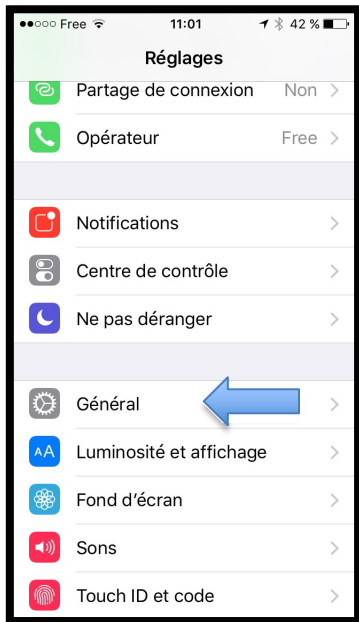 Free 11:01 42 %
Réglages
Partage de connexion Non
Opérateur Free
Notifications
Centre de contrôle
Ne pas déranger
Général
AA Luminosité et affichage
Fond d'écran
Sons
Touch ID et code